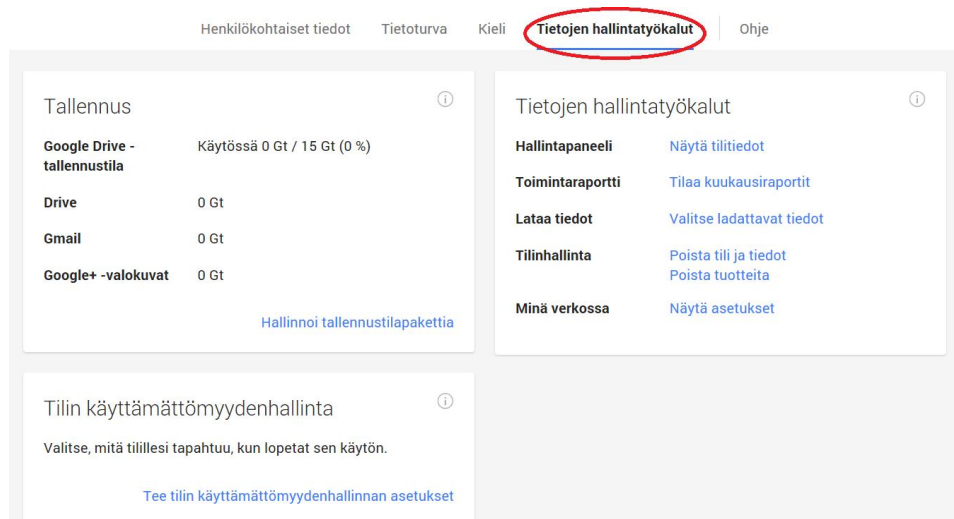 Henkilökohtaiset tiedot Tietoturva Kieli Tietojen hallintatyökalut Ohje
Tallennus
Google Drive - Käytössä 0 Gt / 15 Gt (0 %)
tallennustila
Drive 0 Gt
Gmail 0 Gt
Google+ -valokuvat 0 Gt
Hallinnoi tallennustilapakettia
Tietojen hallintatyökalut
Hallintapaneeli Näytä tilitiedot
Toimintaraportti Tilaa kuukausiraportit
Lataa tiedot Valitse ladattavat tiedot
Tilinhallinta Poista tili ja tiedot
Poista tuotteita
Minä verkossa Näytä asetukset
Tilin käyttämättömyydenhallinta
Valitse, mitä tilillesi tapahtuu, kun lopetat sen käytön.
Tee tilin käyttämättömyydenhallinnan asetukset